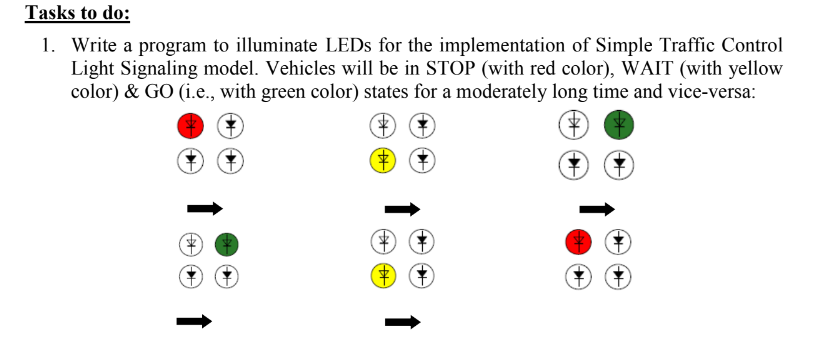 Tasks to do:
1. Write a program to illuminate LEDs for the implementation of Simple Traffic Control
Light Signaling model. Vehicles will be in STOP (with red color), WAIT (with yellow
color) & GO (i.e., with green color) states for a moderately long time and vice-versa: